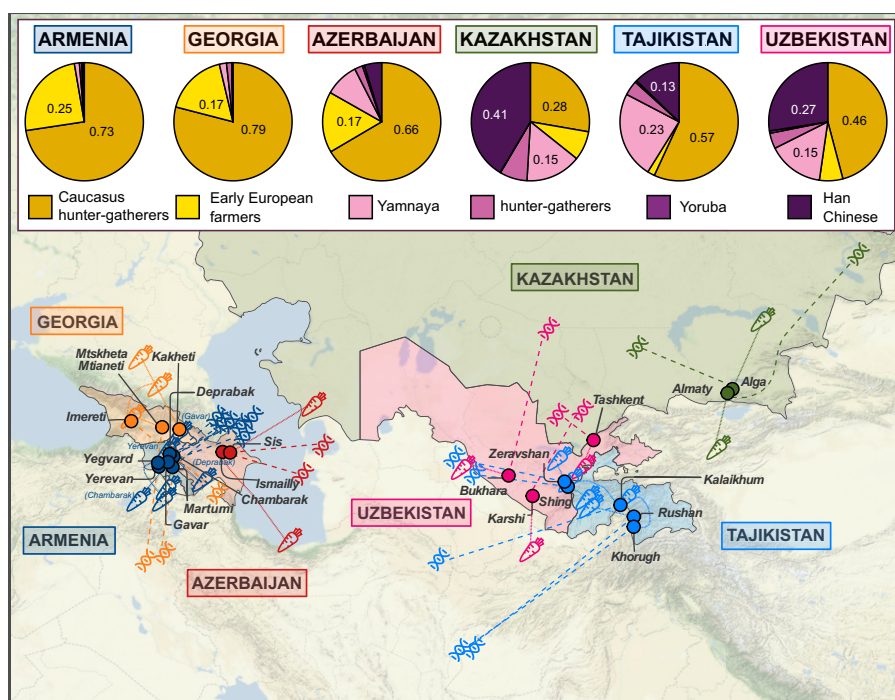 ARMENIA
GEORGIA
AZERBAIJAN
KAZAKHSTAN
TAJIKISTAN
UZBEKISTAN
0.25
0.73
0.17
0.79
0.17
0.66
0.41
0.28
0.15
0.13
0.23
0.57
0.27
0.46
0.15
Caucasus
hunter-gatherers
Early European
farmers
Yamnaya
hunter-gatherers
Yoruba
Han
Chinese
KAZAKHSTAN
GEORGIA
Mtskheta
Mtianeti
Kakheti
Deprabak
Imereti
(Gavar)
Yerevan
Sis
(Deprabak)
Yegvard
Yerevan
(Chambarak)
Ismailly
Chambarak
Martumi
Gavar
ARMENIA
AZERBAIJAN
Almaty
Alga
Tashkent
Zeravshan
Bukhara
Shing
Karshi
UZBEKISTAN
Kalaikhum
Rushan
TAJIKISTAN
Khorugh